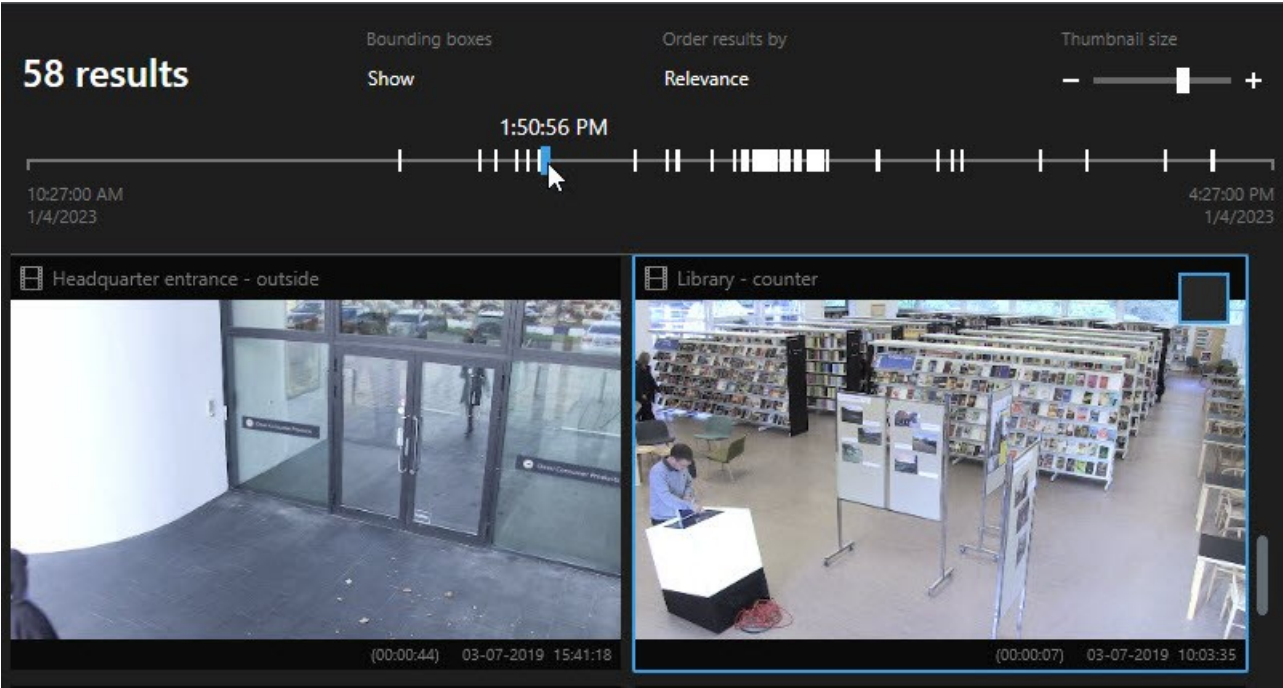 Bounding boxes
Order results by
Thumbnail size
58 results
Show
Relevance
1:50:56 PM
10:27:00 AM
1/4/2023
4:27:00 PM
1/4/2023
Headquarter entrance - outside
Library - counter
(00:00:44) 03-07-2019 15:41:18
(00:00:07) 03-07-2019 10:03:35